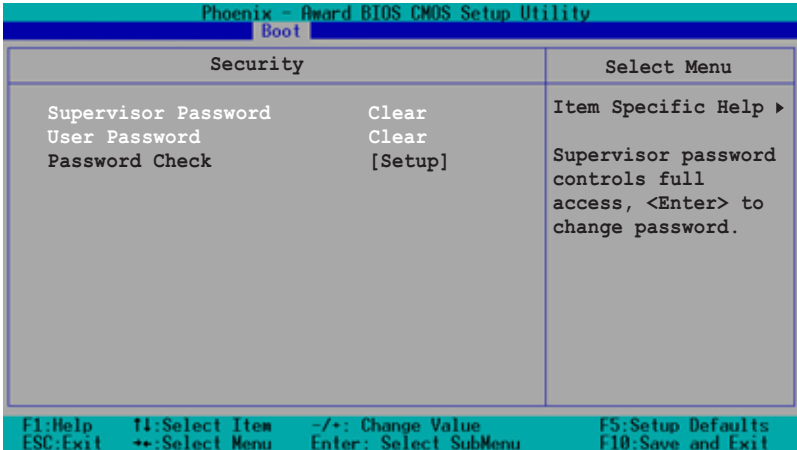 Phoenix - Award BIOS CMOS Setup Utility
Boot
Security
Supervisor Password Clear
User Password Clear
Password Check [Setup]
Select Menu
Item Specific Help ▶
Supervisor password
controls full
access, <Enter> to
change password.
F1:Help ↑↓:Select Item -/+: Change Value F5:Setup Defaults
ESC:Exit ←→:Select Menu Enter: Select SubMenu F10:Save and Exit